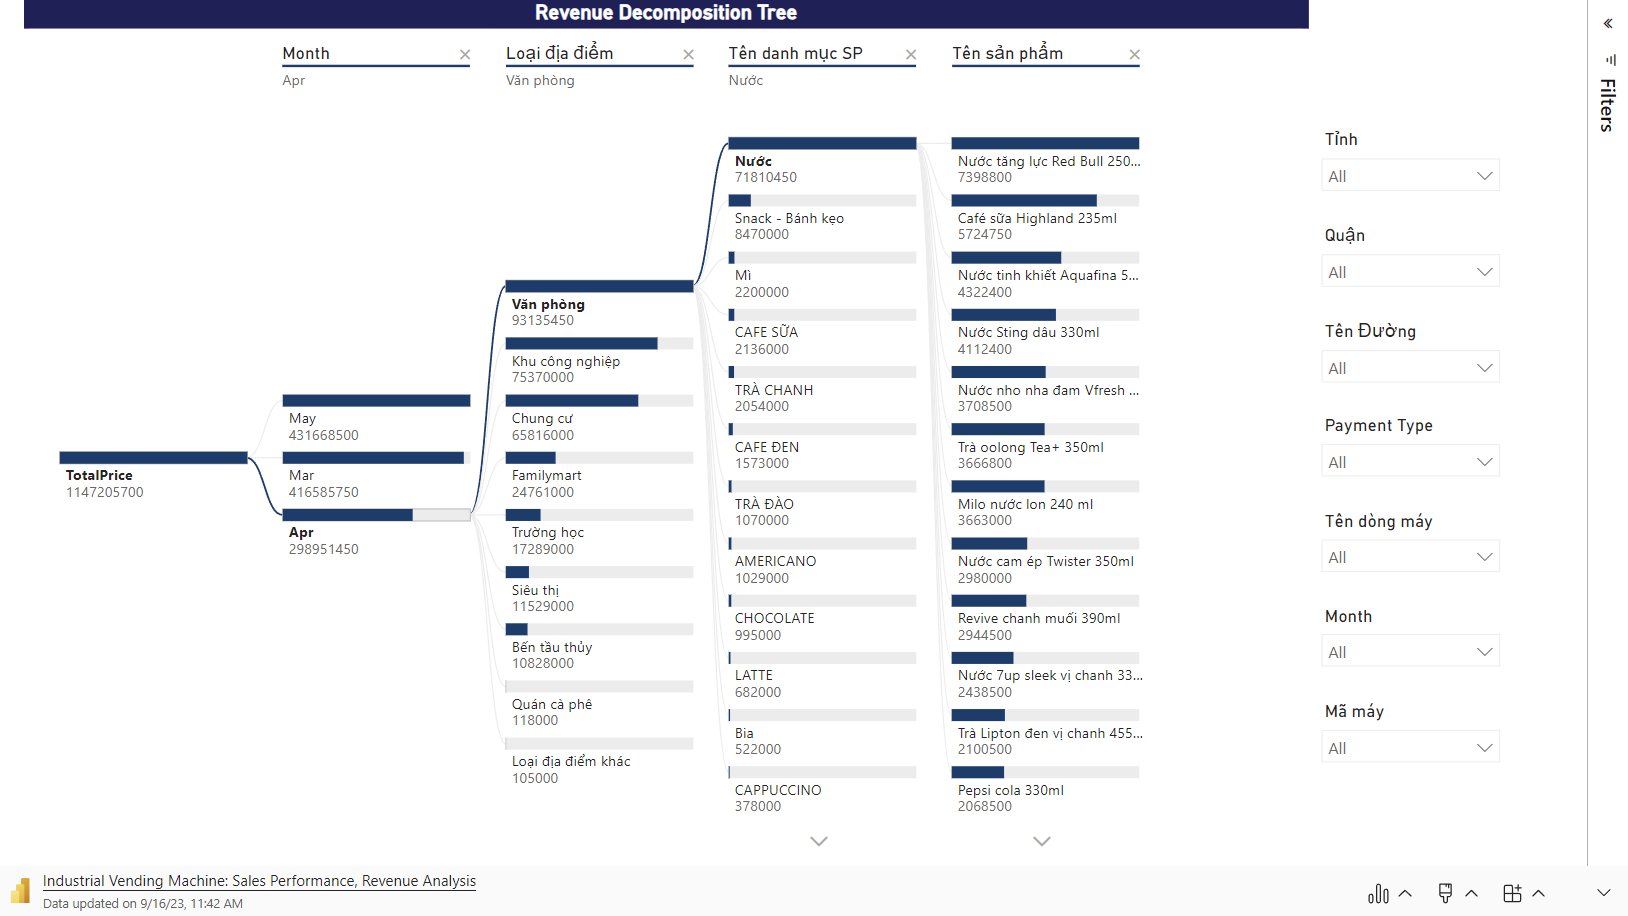 Revenue Decomposition Tree
Month
Apr
Loại địa điểm
Văn phòng
Tên danh mục SP
Nước
Tên sản phẩm
TotalPrice
1147205700
May
431668500
Mar
416585750
Apr
298951450
Văn phòng
93135450
Khu công nghiệp
75370000
Chung cư
65816000
Familymart
24761000
Trường học
17289000
Siêu thị
11529000
Bến tầu thủy
10828000
Quán cà phê
118000
Loại địa điểm khác
105000
Nước
71810450
Snack - Bánh kẹo
8470000
Mì
2200000
CAFE SỮA
2136000
TRÀ CHANH
2054000
CAFE ĐEN
1573000
TRÀ ĐÀO
1070000
AMERICANO
1029000
CHOCOLATE
995000
LATTE
682000
Bia
522000
CAPPUCCINO
378000
Nước tăng lực Red Bull 250...
7398800
Café sữa Highland 235ml
5724750
Nước tinh khiết Aquafina 5...
4322400
Nước Sting dâu 330ml
4112400
Nước nho nha đam Vfresh ...
3708500
Trà oolong Tea+ 350ml
3666800
Milo nước lon 240 ml
3663000
Nước cam ép Twister 350ml
2980000
Revive chanh muối 390ml
2944500
Nước 7up sleek vị chanh 33...
2438500
Trà Lipton đen vị chanh 455...
2100500
Pepsi cola 330ml
2068500
Tỉnh
All
Quận
All
Tên Đường
All
Payment Type
All
Tên dòng máy
All
Month
All
Mã máy
All
Filters
Industrial Vending Machine: Sales Performance, Revenue Analysis
Data updated on 9/16/23, 11:42 AM